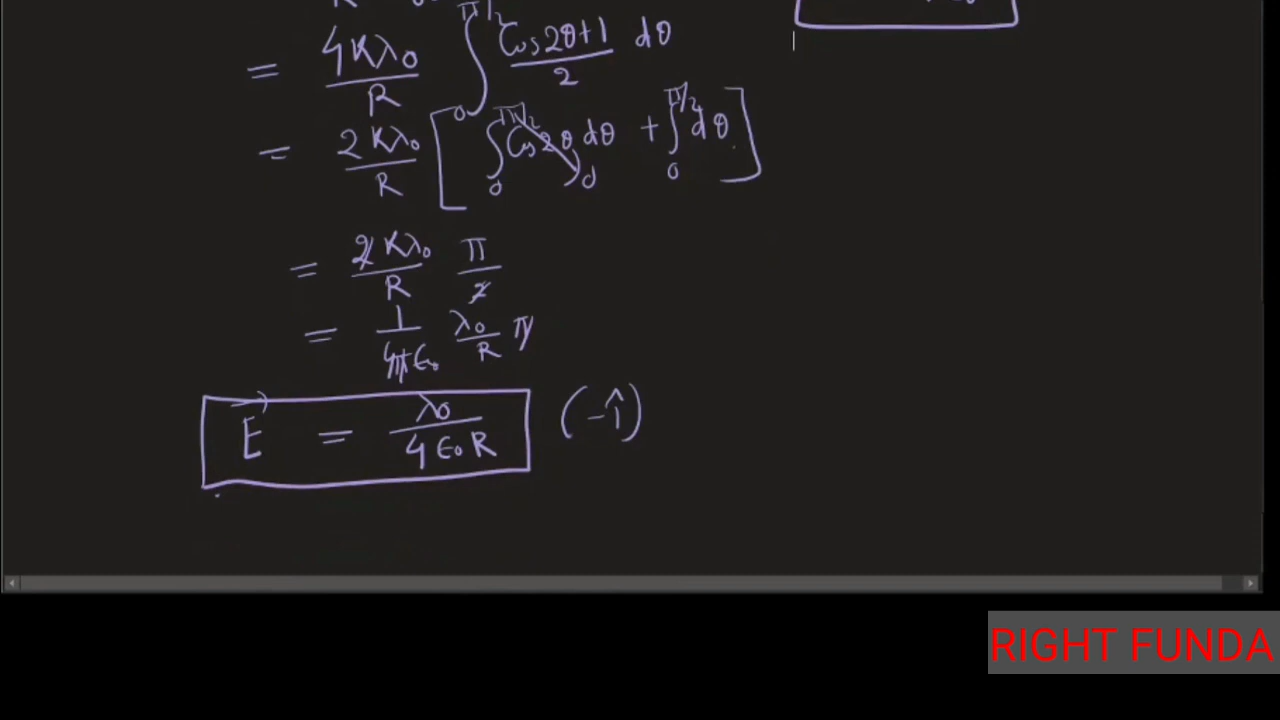 = 4Kλ₀/R ∫₀^π/₂ Cos2θ+1/2 dθ
= 2Kλ₀/R [ ∫₀^π/₂ Cos2θ dθ + ∫₀^π/₂ dθ ]
0
= 2Kλ₀/R π/2
= 1/4πϵ₀ λ₀/R π
E⃗ = λ₀/4ϵ₀R (-î)
RIGHT FUNDA